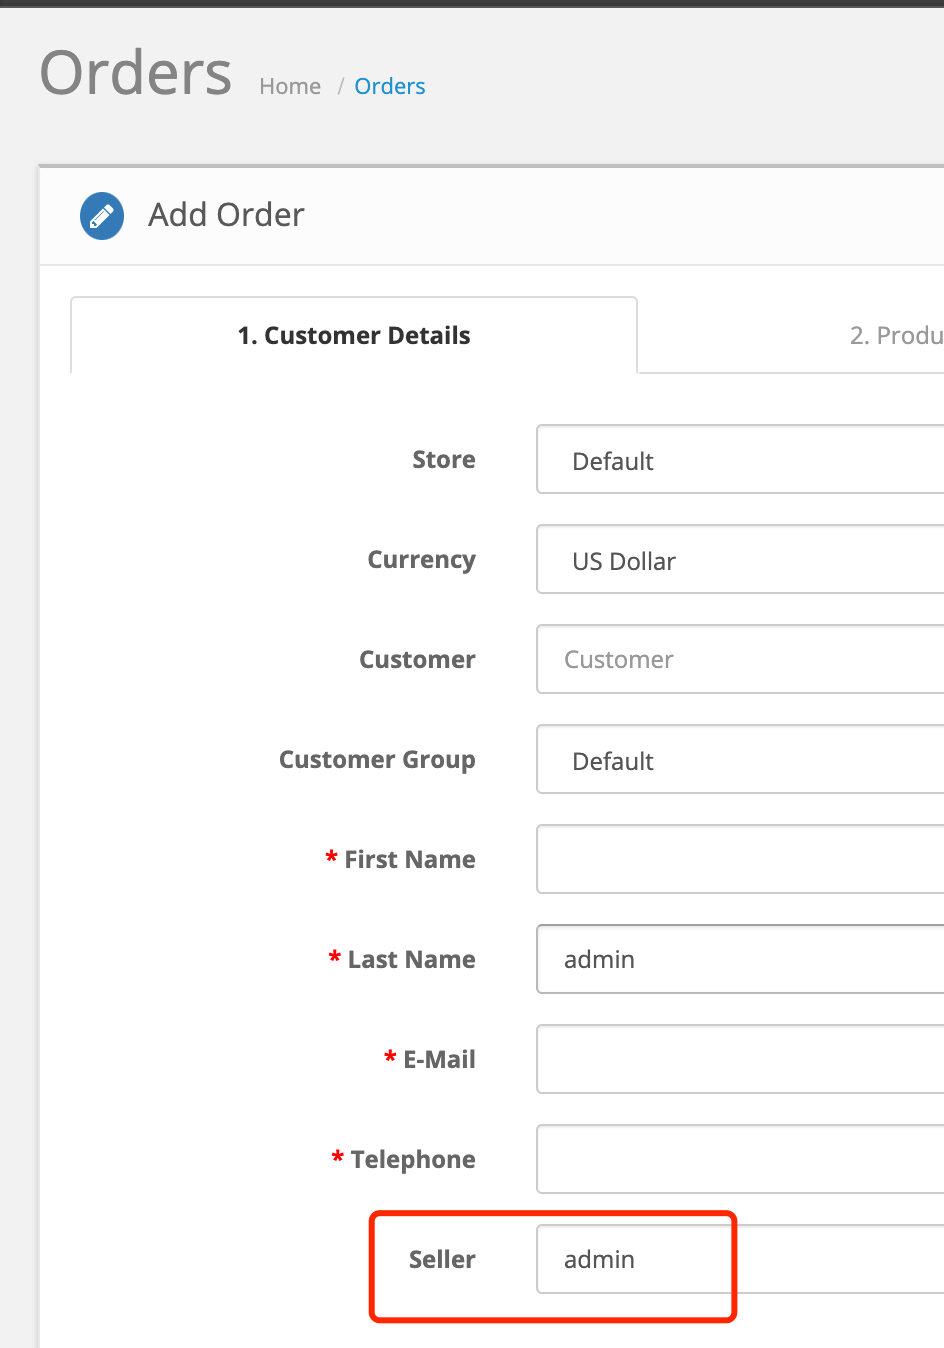 Orders Home / Orders
Add Order
1. Customer Details 2. Produ
Store Default
Currency US Dollar
Customer Customer
Customer Group Default
* First Name
* Last Name admin
* E-Mail
* Telephone
Seller admin